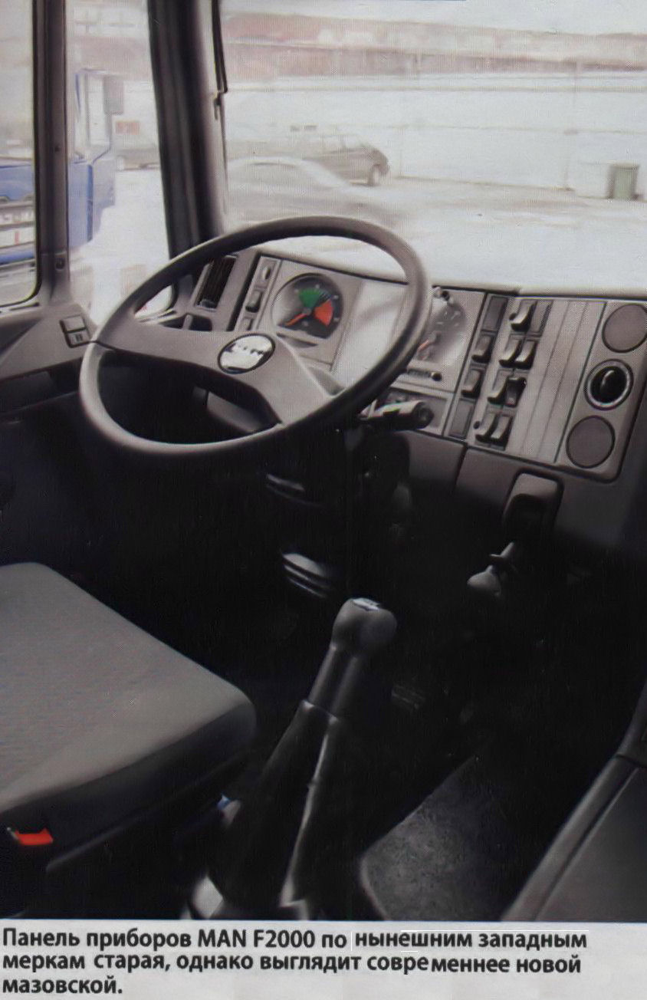 Панель приборов MAN F2000 по нынешним западным
меркам старая, однако выглядит современнее новой
мазовской.